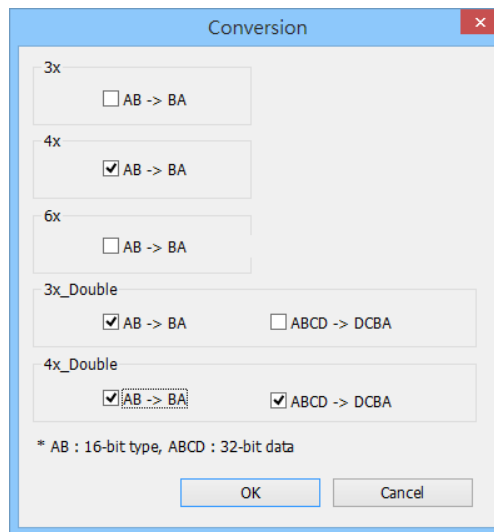 Conversion
3x
AB -> BA
4x
AB -> BA
6x
AB -> BA
3x_Double
AB -> BA ABCD -> DCBA
4x_Double
AB -> BA ABCD -> DCBA
* AB : 16-bit type, ABCD : 32-bit data
OK Cancel